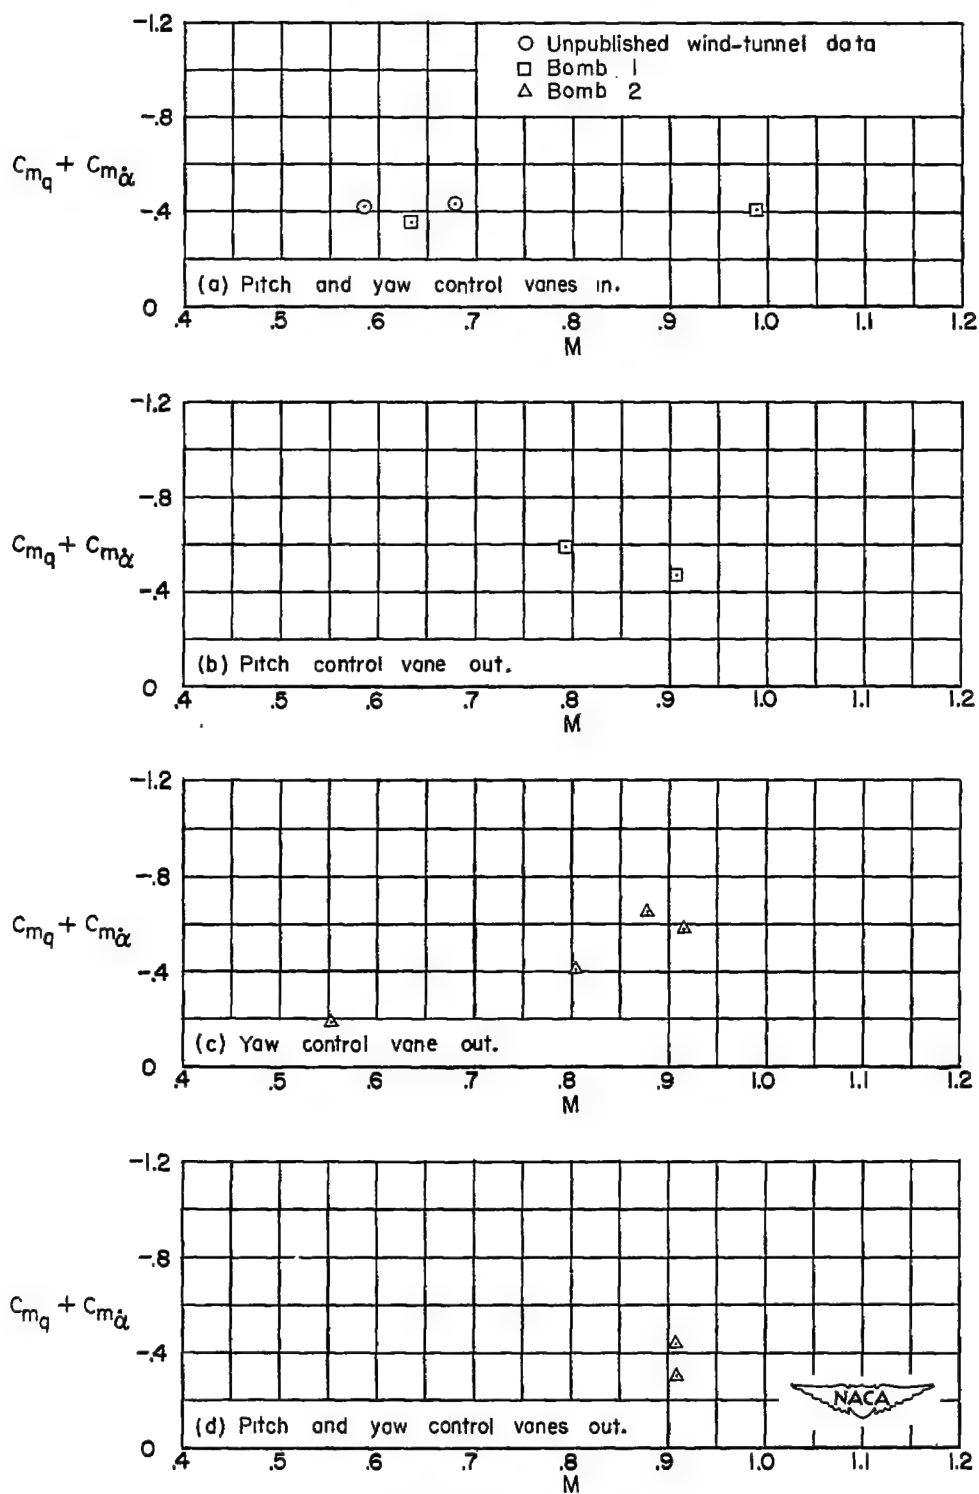 -1.2
○ Unpublished wind-tunnel data
□ Bomb 1
△ Bomb 2
-.8
Cmq + Cmα̇
-.4
(a) Pitch and yaw control vanes in.
0
.4 .5 .6 .7 .8 .9 1.0 1.1 1.2
M
-1.2
-.8
Cmq + Cmα̇
-.4
(b) Pitch control vane out.
0
.4 .5 .6 .7 .8 .9 1.0 1.1 1.2
M
-1.2
-.8
Cmq + Cmα̇
-.4
(c) Yaw control vane out.
0
.4 .5 .6 .7 .8 .9 1.0 1.1 1.2
M
-1.2
-.8
Cmq + Cmα̇
-.4
NACA
(d) Pitch and yaw control vanes out.
0
.4 .5 .6 .7 .8 .9 1.0 1.1 1.2
M